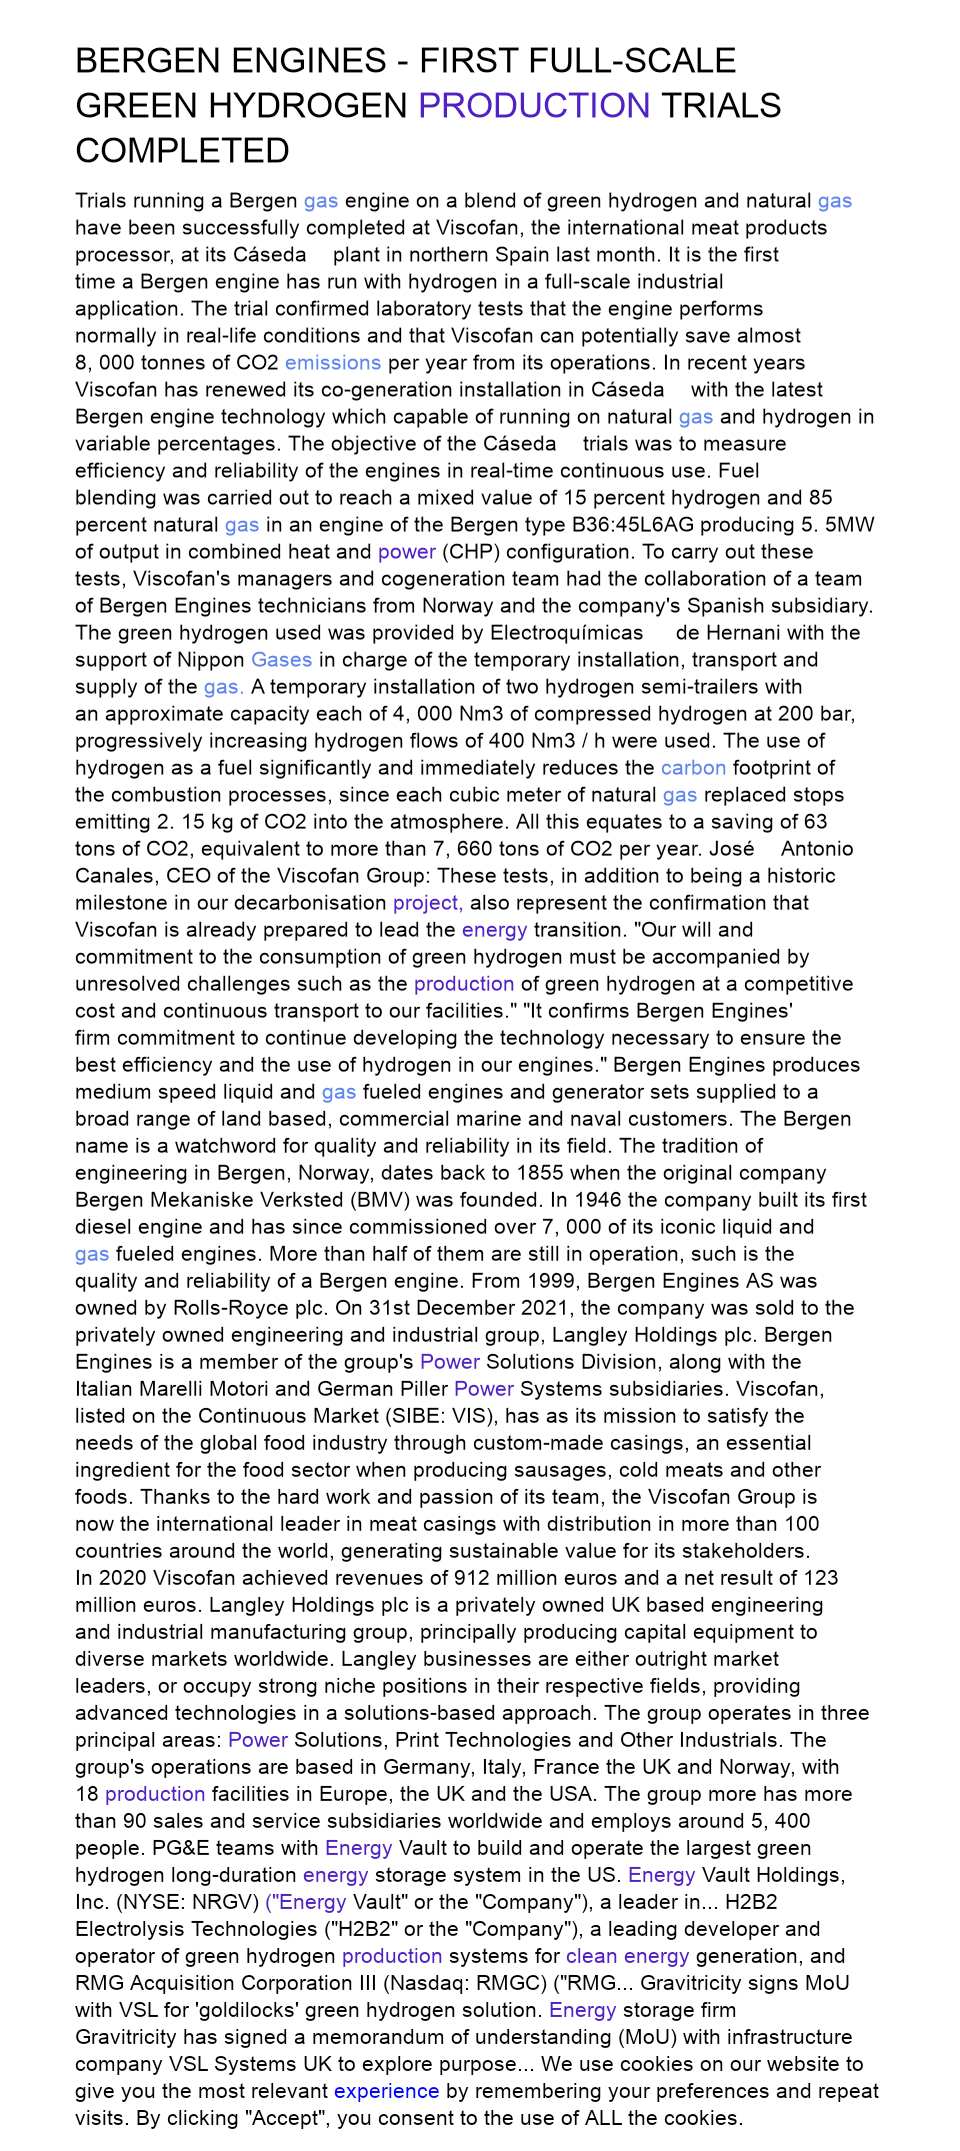 BERGEN ENGINES - FIRST FULL-SCALE
GREEN HYDROGEN PRODUCTION TRIALS
COMPLETED
Trials running a Bergen gas engine on a blend of green hydrogen and natural gas
have been successfully completed at Viscofan, the international meat products
processor, at its Cáseda plant in northern Spain last month. It is the first
time a Bergen engine has run with hydrogen in a full-scale industrial
application. The trial confirmed laboratory tests that the engine performs
normally in real-life conditions and that Viscofan can potentially save almost
8, 000 tonnes of CO2 emissions per year from its operations. In recent years
Viscofan has renewed its co-generation installation in Cáseda with the latest
Bergen engine technology which capable of running on natural gas and hydrogen in
variable percentages. The objective of the Cáseda trials was to measure
efficiency and reliability of the engines in real-time continuous use. Fuel
blending was carried out to reach a mixed value of 15 percent hydrogen and 85
percent natural gas in an engine of the Bergen type B36:45L6AG producing 5. 5MW
of output in combined heat and power (CHP) configuration. To carry out these
tests, Viscofan's managers and cogeneration team had the collaboration of a team
of Bergen Engines technicians from Norway and the company's Spanish subsidiary.
The green hydrogen used was provided by Electroquímicas de Hernani with the
support of Nippon Gases in charge of the temporary installation, transport and
supply of the gas. A temporary installation of two hydrogen semi-trailers with
an approximate capacity each of 4, 000 Nm3 of compressed hydrogen at 200 bar,
progressively increasing hydrogen flows of 400 Nm3 / h were used. The use of
hydrogen as a fuel significantly and immediately reduces the carbon footprint of
the combustion processes, since each cubic meter of natural gas replaced stops
emitting 2. 15 kg of CO2 into the atmosphere. All this equates to a saving of 63
tons of CO2, equivalent to more than 7, 660 tons of CO2 per year. José Antonio
Canales, CEO of the Viscofan Group: These tests, in addition to being a historic
milestone in our decarbonisation project, also represent the confirmation that
Viscofan is already prepared to lead the energy transition. "Our will and
commitment to the consumption of green hydrogen must be accompanied by
unresolved challenges such as the production of green hydrogen at a competitive
cost and continuous transport to our facilities." "It confirms Bergen Engines'
firm commitment to continue developing the technology necessary to ensure the
best efficiency and the use of hydrogen in our engines." Bergen Engines produces
medium speed liquid and gas fueled engines and generator sets supplied to a
broad range of land based, commercial marine and naval customers. The Bergen
name is a watchword for quality and reliability in its field. The tradition of
engineering in Bergen, Norway, dates back to 1855 when the original company
Bergen Mekaniske Verksted (BMV) was founded. In 1946 the company built its first
diesel engine and has since commissioned over 7, 000 of its iconic liquid and
gas fueled engines. More than half of them are still in operation, such is the
quality and reliability of a Bergen engine. From 1999, Bergen Engines AS was
owned by Rolls-Royce plc. On 31st December 2021, the company was sold to the
privately owned engineering and industrial group, Langley Holdings plc. Bergen
Engines is a member of the group's Power Solutions Division, along with the
Italian Marelli Motori and German Piller Power Systems subsidiaries. Viscofan,
listed on the Continuous Market (SIBE: VIS), has as its mission to satisfy the
needs of the global food industry through custom-made casings, an essential
ingredient for the food sector when producing sausages, cold meats and other
foods. Thanks to the hard work and passion of its team, the Viscofan Group is
now the international leader in meat casings with distribution in more than 100
countries around the world, generating sustainable value for its stakeholders.
In 2020 Viscofan achieved revenues of 912 million euros and a net result of 123
million euros. Langley Holdings plc is a privately owned UK based engineering
and industrial manufacturing group, principally producing capital equipment to
diverse markets worldwide. Langley businesses are either outright market
leaders, or occupy strong niche positions in their respective fields, providing
advanced technologies in a solutions-based approach. The group operates in three
principal areas: Power Solutions, Print Technologies and Other Industrials. The
group's operations are based in Germany, Italy, France the UK and Norway, with
18 production facilities in Europe, the UK and the USA. The group more has more
than 90 sales and service subsidiaries worldwide and employs around 5, 400
people. PG&E teams with Energy Vault to build and operate the largest green
hydrogen long-duration energy storage system in the US. Energy Vault Holdings,
Inc. (NYSE: NRGV) ("Energy Vault" or the "Company"), a leader in... H2B2
Electrolysis Technologies ("H2B2" or the "Company"), a leading developer and
operator of green hydrogen production systems for clean energy generation, and
RMG Acquisition Corporation III (Nasdaq: RMGC) ("RMG... Gravitricity signs MoU
with VSL for 'goldilocks' green hydrogen solution. Energy storage firm
Gravitricity has signed a memorandum of understanding (MoU) with infrastructure
company VSL Systems UK to explore purpose... We use cookies on our website to
give you the most relevant experience by remembering your preferences and repeat
visits. By clicking "Accept", you consent to the use of ALL the cookies.